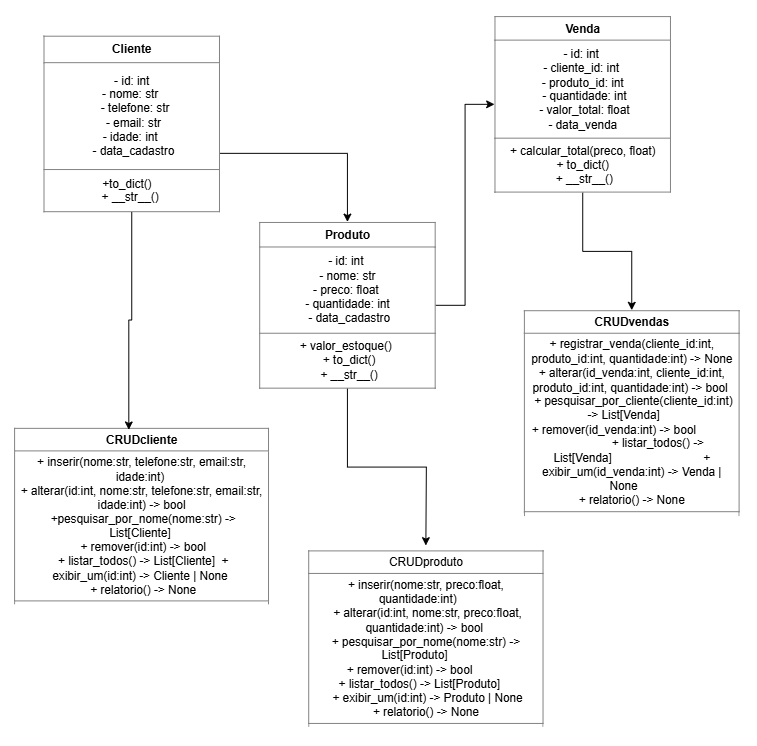 Cliente
- id: int
- nome: str
- telefone: str
- email: str
- idade: int
- data_cadastro
+to_dict()
+ __str__()
Venda
- id: int
- cliente_id: int
- produto_id: int
- quantidade: int
- valor_total: float
- data_venda
+ calcular_total(preco, float)
+ to_dict()
+ __str__()
Produto
- id: int
- nome: str
- preco: float
- quantidade: int
- data_cadastro
+ valor_estoque()
+ to_dict()
+ __str__()
CRUDvendas
+ registrar_venda(cliente_id:int,
produto_id:int, quantidade:int) -> None
+ alterar(id_venda:int, cliente_id:int,
produto_id:int, quantidade:int) -> bool
+ pesquisar_por_cliente(cliente_id:int)
-> List[Venda]
+ remover(id_venda:int) -> bool
+ listar_todos() ->
List[Venda] +
exibir_um(id_venda:int) -> Venda |
None
+ relatorio() -> None
CRUDcliente
+ inserir(nome:str, telefone:str, email:str,
idade:int)
+ alterar(id:int, nome:str, telefone:str, email:str,
idade:int) -> bool
+pesquisar_por_nome(nome:str) ->
List[Cliente]
+ remover(id:int) -> bool
+ listar_todos() -> List[Cliente] +
exibir_um(id:int) -> Cliente | None
+ relatorio() -> None
CRUDproduto
+ inserir(nome:str, preco:float,
quantidade:int)
+ alterar(id:int, nome:str, preco:float,
quantidade:int) -> bool
+ pesquisar_por_nome(nome:str) ->
List[Produto]
+ remover(id:int) -> bool
+ listar_todos() -> List[Produto]
+ exibir_um(id:int) -> Produto | None
+ relatorio() -> None